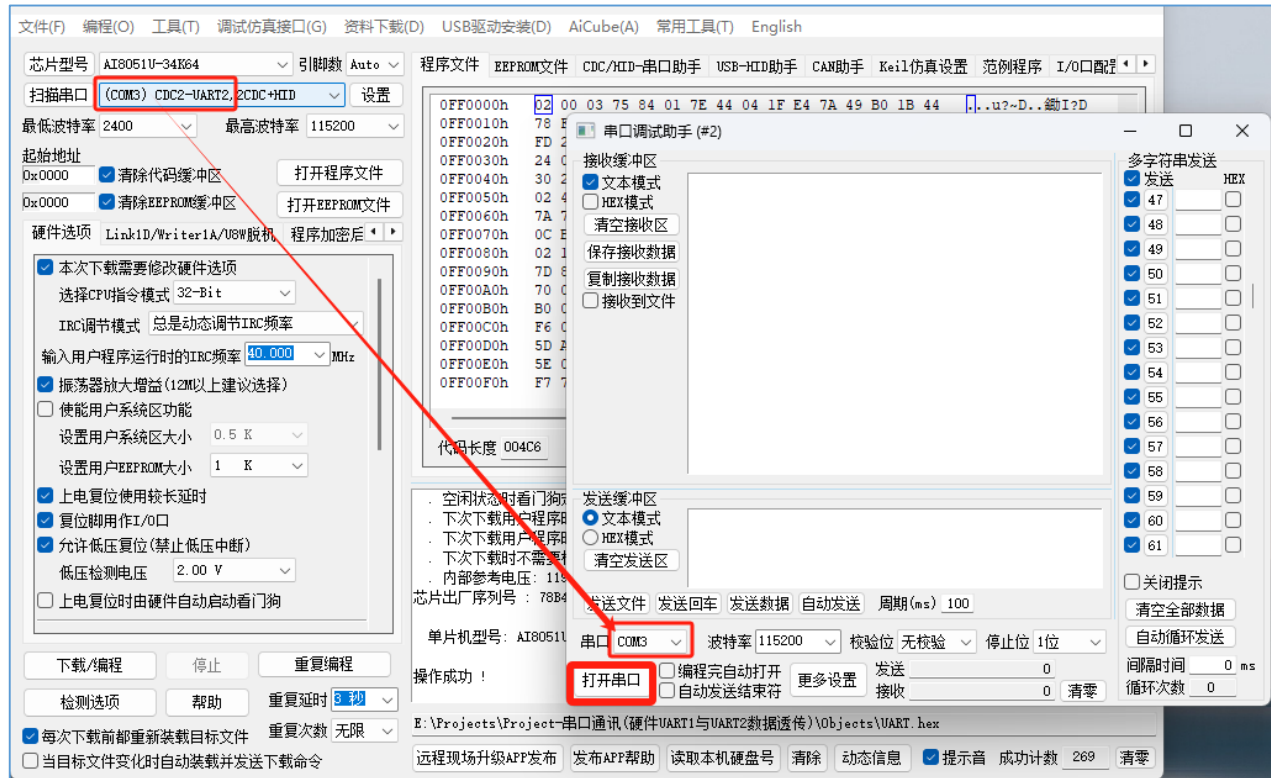 文件(F) 编程(O) 工具(T) 调试仿真接口(G) 资料下载(D) USB驱动安装(D) AiCube(A) 常用工具(T) English
芯片型号 AI8051U-34K64 引脚数 Auto
扫描串口 (COM3) CDC2-UART2,2CDC+HID 设置
最低波特率 2400 最高波特率 115200
起始地址
0x0000 清除代码缓冲区 打开程序文件
0x0000 清除EEPROM缓冲区 打开EEPROM文件
硬件选项 Link1D/Writer1A/U8W脱机 程序加密后
本次下载需要修改硬件选项
选择CPU指令模式 32-Bit
IRC调节模式 总是动态调节IRC频率
输入用户程序运行时的IRC频率 40.000 MHz
振荡器放大增益(12M以上建议选择)
使能用户系统区功能
设置用户系统区大小 0.5 K
设置用户EEPROM大小 1 K
上电复位使用较长延时
复位脚用作I/O口
允许低压复位(禁止低压中断)
低压检测电压 2.00 V
上电复位时由硬件自动启动看门狗
下载/编程 停止 重复编程
检测选项 帮助 重复延时 3 秒
每次下载前都重新装载目标文件 重复次数 无限
当目标文件变化时自动装载并发送下载命令
程序文件 EEPROM文件 CDC/HID-串口助手 USB-HID助手 CAN助手 Keil仿真设置 范例程序 I/O口配
0FF0000h 02 00 03 75 84 01 7E 44 04 1F E4 7A 49 B0 1B 44 ...u?~D..鋤I?D
0FF0010h 78
0FF0020h FD 2
0FF0030h 24
0FF0040h 30 2
0FF0050h 02 4
0FF0060h 7A 7
0FF0070h 0C
0FF0080h 02 1
0FF0090h 7D 8
0FF00A0h 70
0FF00B0h B0
0FF00C0h F6
0FF00D0h 5D A
0FF00E0h 5E
0FF00F0h F7 7
代码长度 004C6
. 空闲状态时看门狗
. 下次下载用户程序时
. 下次下载用户程序时
. 下次下载时不需要
. 内部参考电压: 119
芯片出厂序列号 : 78B4
单片机型号: AI8051U
操作成功 !
E:\Projects\Project-串口通讯(硬件UART1与UART2数据透传)\Objects\UART.hex
远程现场升级APP发布 发布APP帮助 读取本机硬盘号 清除 动态信息 提示音 成功计数 269 清零
串口调试助手 (#2)
接收缓冲区
文本模式
HEX模式
清空接收区
保存接收数据
复制接收数据
接收到文件
发送缓冲区
文本模式
HEX模式
清空发送区
发送文件 发送回车 发送数据 自动发送 周期(ms) 100
串口 COM3 波特率 115200 校验位 无校验 停止位 1位
打开串口 编程完自动打开 更多设置 发送 0
自动发送结束符 接收 0 清零
多字符串发送
发送 HEX
47
48
49
50
51
52
53
54
55
56
57
58
59
60
61
关闭提示
清空全部数据
自动循环发送
间隔时间 0 ms
循环次数 0